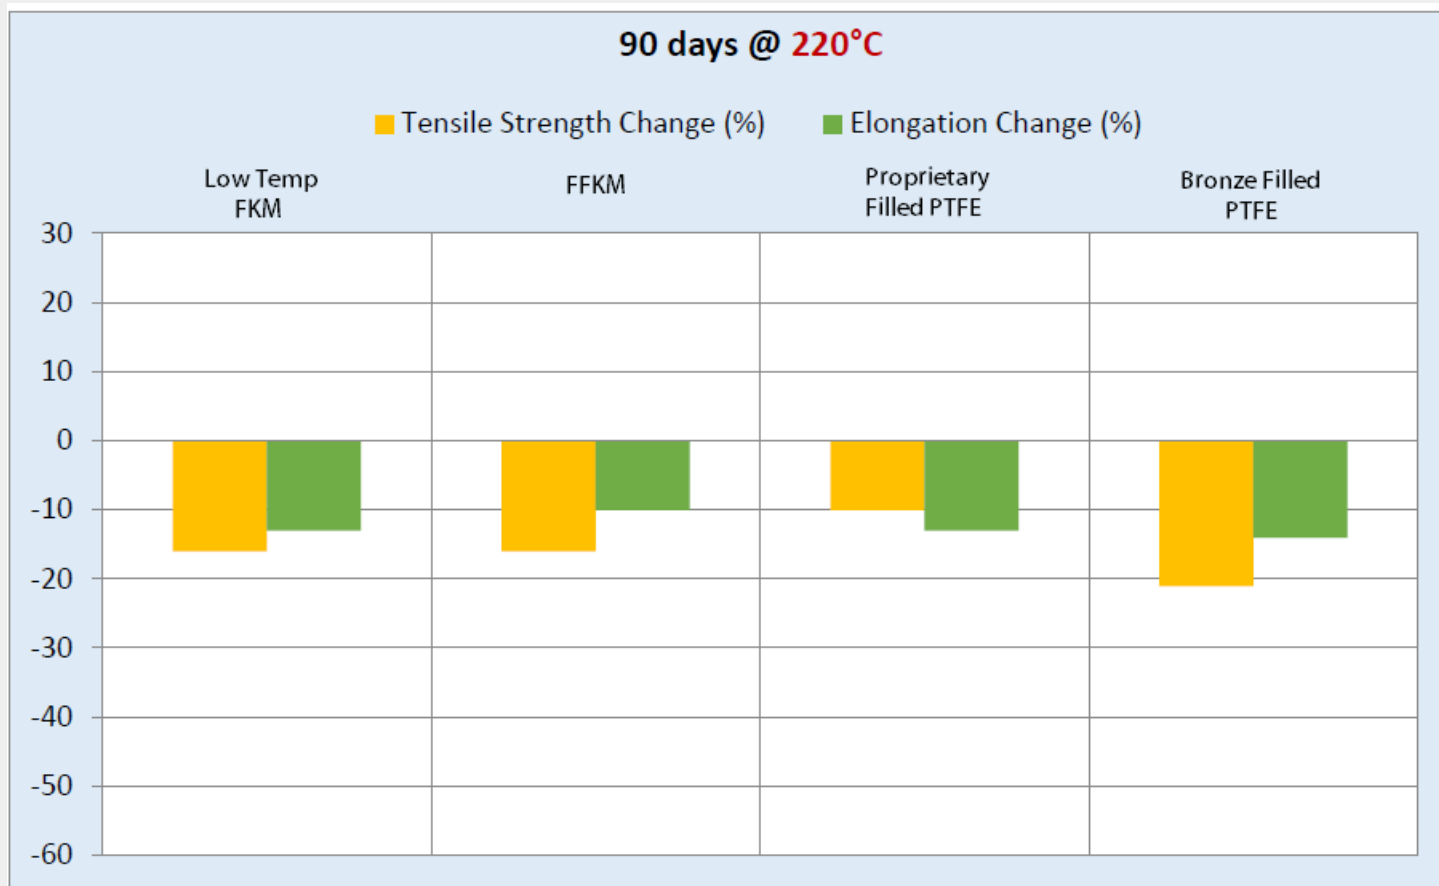 90 days @ 220°C
Tensile Strength Change (%) Elongation Change (%)
Low Temp
FKM
FFKM
Proprietary
Filled PTFE
Bronze Filled
PTFE
30
20
10
0
-10
-20
-30
-40
-50
-60